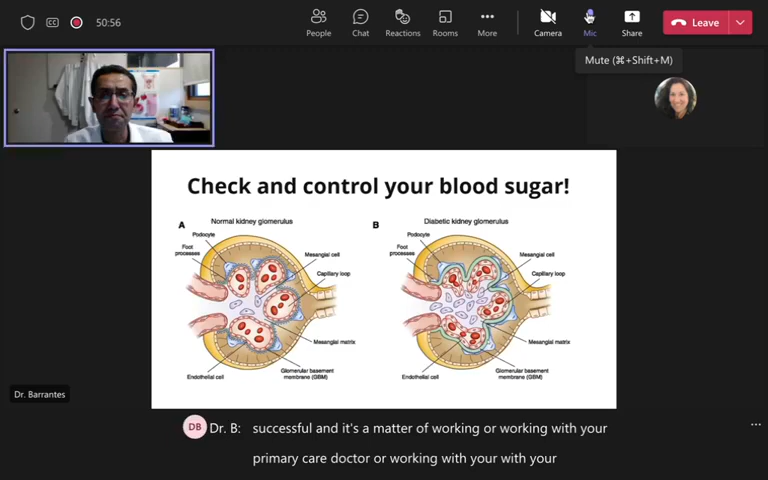 50:56
People
Chat
Reactions
Rooms
More
Camera
Mic
Share
Leave
Mute (⌘+Shift+M)
Check and control your blood sugar!
A
Normal kidney glomerulus
Podocyte
Foot
processes
Mesangial cell
Capillary loop
Mesangial matrix
Endothelial cell
Glomerular basement
membrane (GBM)
B
Diabetic kidney glomerulus
Podocyte
Foot
processes
Mesangial cell
Capillary loop
Mesangial matrix
Endothelial cell
Glomerular basement
membrane (GBM)
Dr. Barrantes
DB Dr. B: successful and it's a matter of working or working with your
primary care doctor or working with your with your